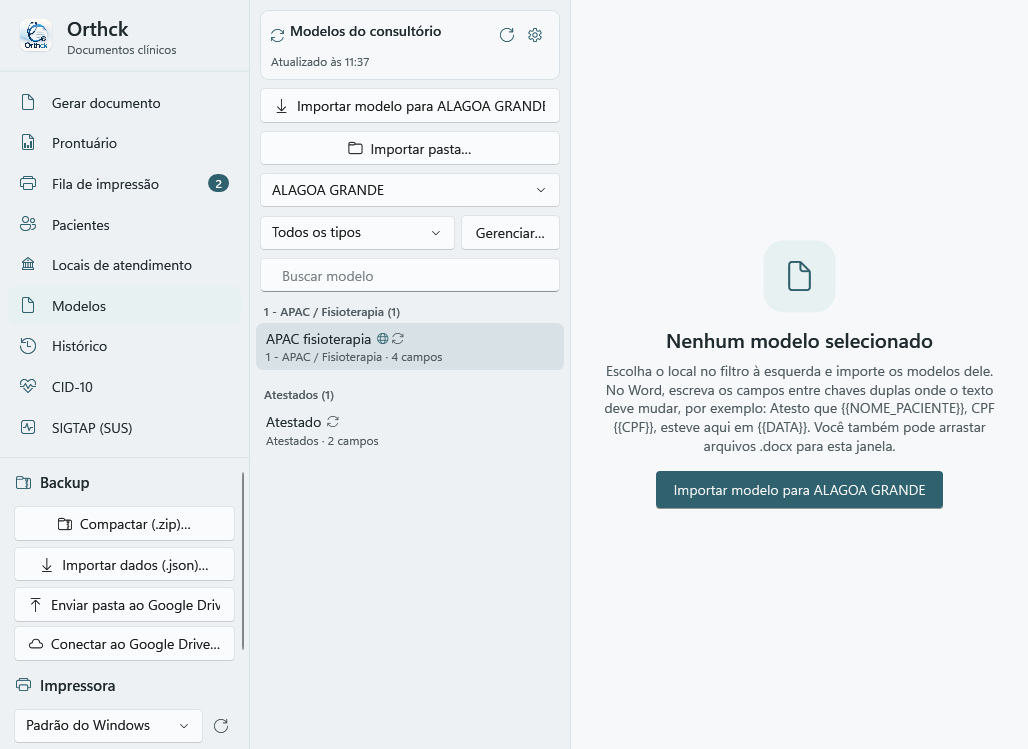 Orthck
Documentos clínicos
Orthck
Gerar documento
Prontuário
Fila de impressão
2
Pacientes
Locais de atendimento
Modelos
Histórico
CID-10
SIGTAP (SUS)
Backup
Compactar (.zip)...
Importar dados (.json)...
Enviar pasta ao Google Driv
Conectar ao Google Drive...
Impressora
Padrão do Windows
Modelos do consultório
Atualizado às 11:37
Importar modelo para ALAGOA GRANDE
Importar pasta...
ALAGOA GRANDE
Todos os tipos
Gerenciar...
Buscar modelo
1 - APAC / Fisioterapia (1)
APAC fisioterapia
1 - APAC / Fisioterapia · 4 campos
Atestados (1)
Atestado
Atestados · 2 campos
Nenhum modelo selecionado
Escolha o local no filtro à esquerda e importe os modelos dele.
No Word, escreva os campos entre chaves duplas onde o texto
deve mudar, por exemplo: Atesto que {{NOME_PACIENTE}}, CPF
{{CPF}}, esteve aqui em {{DATA}}. Você também pode arrastar
arquivos .docx para esta janela.
Importar modelo para ALAGOA GRANDE